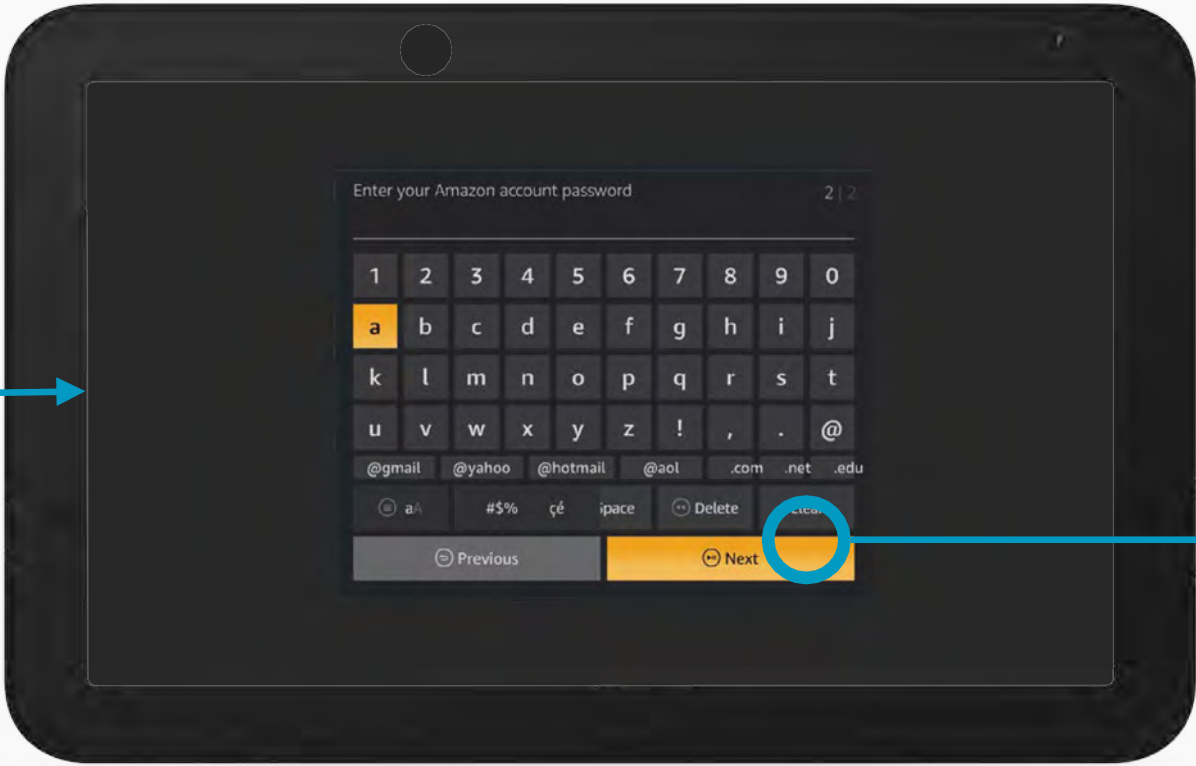 Enter your Amazon account password 2 | 2
1 2 3 4 5 6 7 8 9 0
a b c d e f g h i j
k l m n o p q r s t
u v w x y z ! , . @
@gmail @yahoo @hotmail @aol .com .net .edu
aA #$% çé Delete
Previous Next